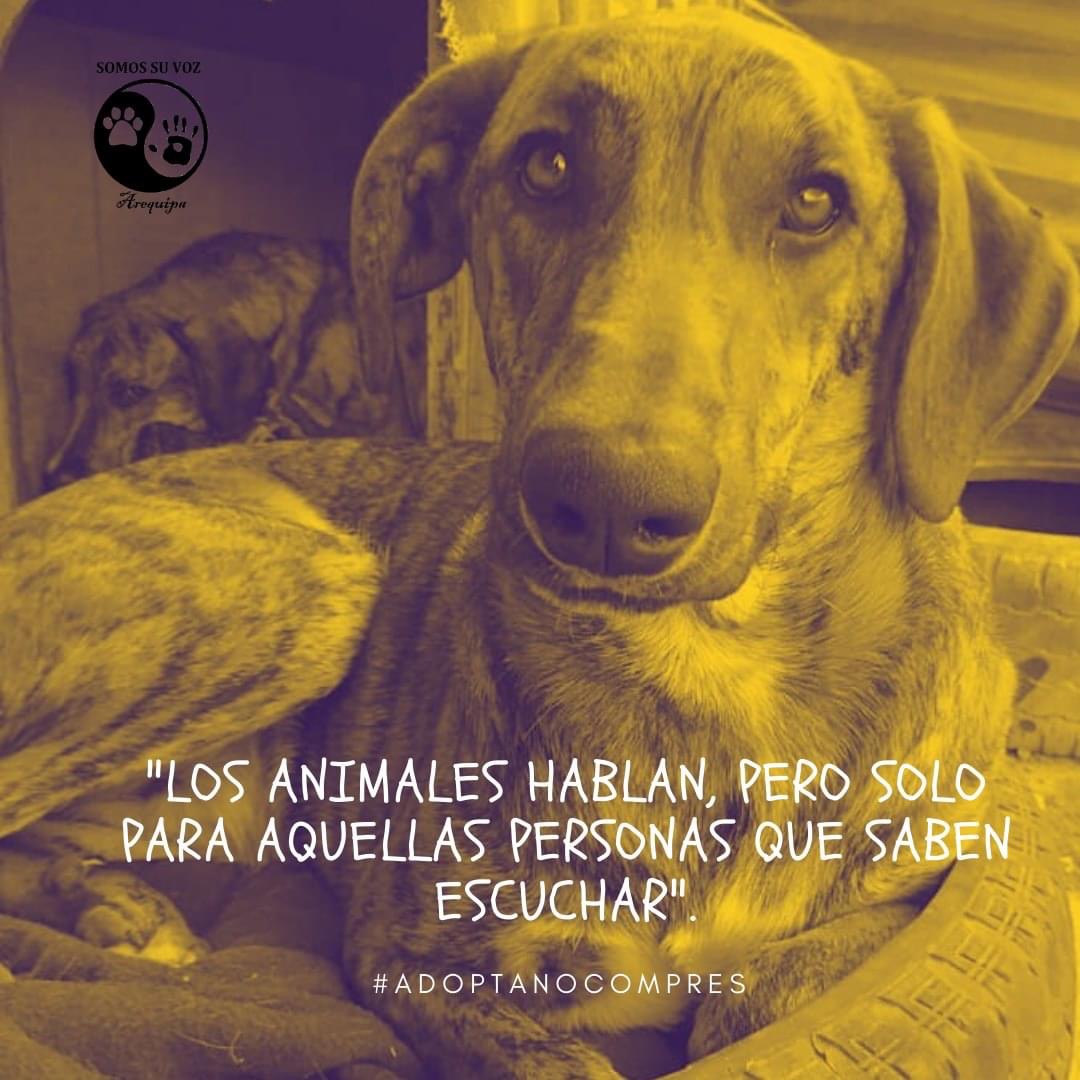 SOMOS SU VOZ
Arequipa
"LOS ANIMALES HABLAN, PERO SOLO
PARA AQUELLAS PERSONAS QUE SABEN
ESCUCHAR".
#ADOPTANOCOMPRES